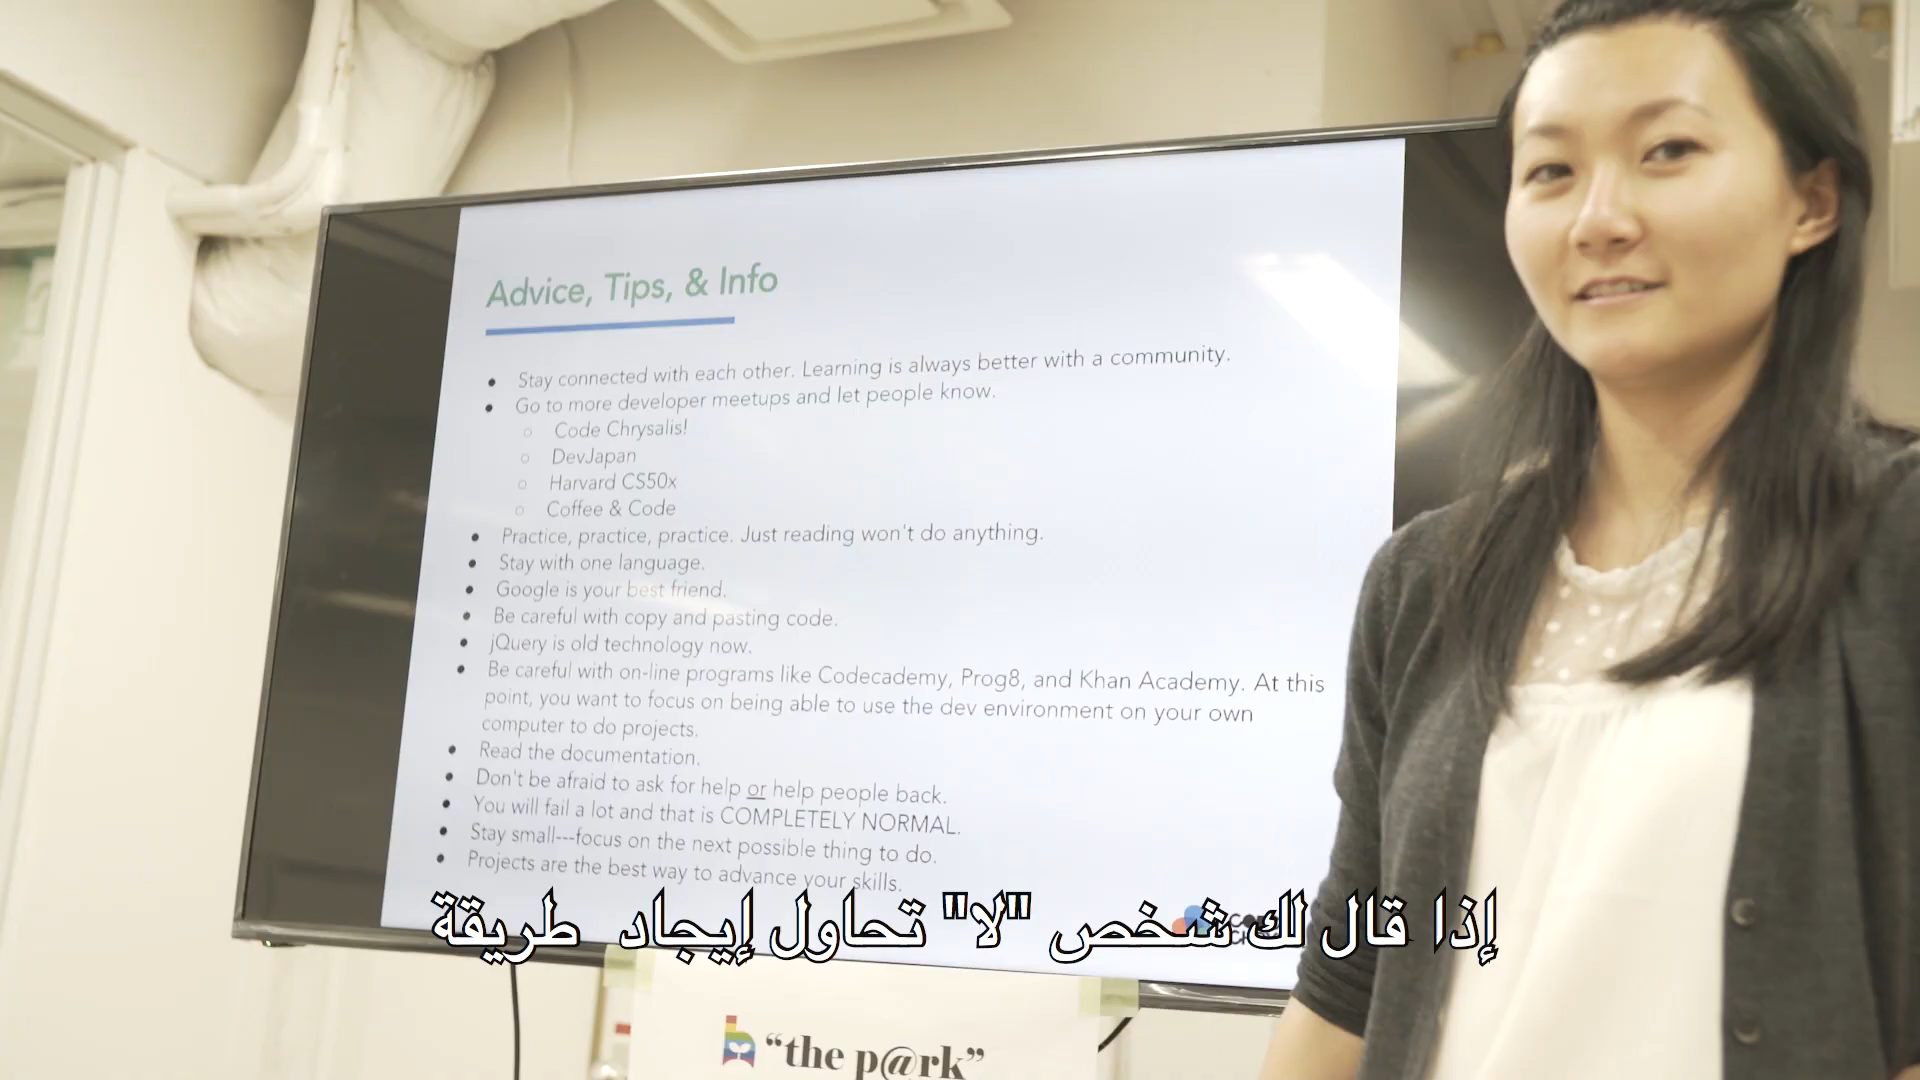 Advice, Tips, & Info
● Stay connected with each other. Learning is always better with a community.
● Go to more developer meetups and let people know.
○ Code Chrysalis!
○ DevJapan
○ Harvard CS50x
○ Coffee & Code
● Practice, practice, practice. Just reading won't do anything.
● Stay with one language.
● Google is your best friend.
● Be careful with copy and pasting code.
● jQuery is old technology now.
● Be careful with on-line programs like Codecademy, Prog8, and Khan Academy. At this
point, you want to focus on being able to use the dev environment on your own
computer to do projects.
● Read the documentation.
● Don't be afraid to ask for help or help people back.
● You will fail a lot and that is COMPLETELY NORMAL.
● Stay small---focus on the next possible thing to do.
● Projects are the best way to advance your skills.
إذا قال لك شخص "لا" تحاول إيجاد طريقة
“the p@rk”